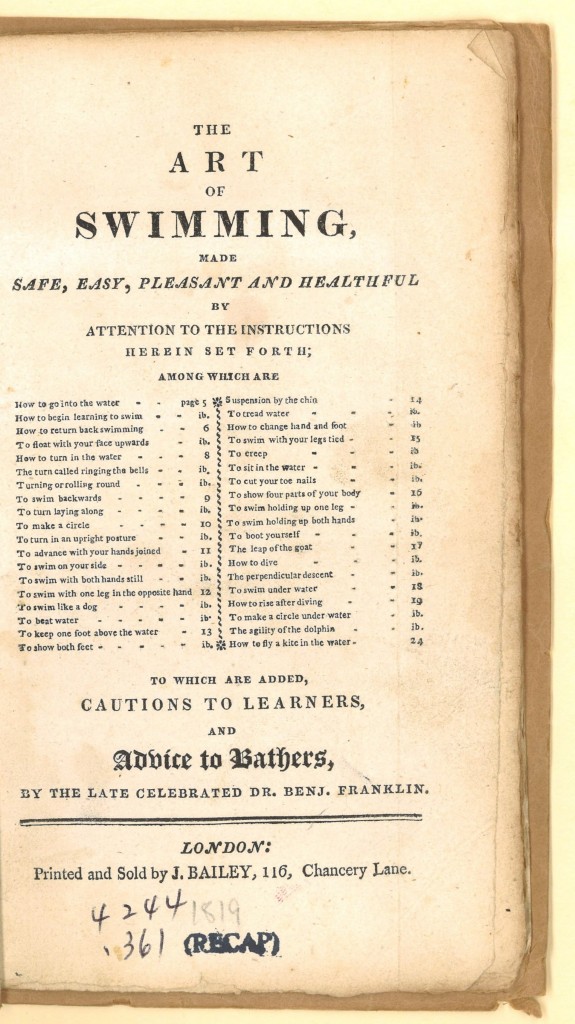 THE
ART
OF
SWIMMING,
MADE
SAFE, EASY, PLEASANT AND HEALTHFUL
BY
ATTENTION TO THE INSTRUCTIONS
HEREIN SET FORTH;
AMONG WHICH ARE
How to go into the water - - page 5
How to begin learning to swim - - ib.
How to return back swimming - - 6
To float with your face upwards - ib.
How to turn in the water - - 8
The turn called ringing the bells - - ib.
Turning or rolling round - - - ib.
To swim backwards - - - - 9
To turn laying along - - - - ib.
To make a circle - - - - 10
To turn in an upright posture - - ib.
To advance with your hands joined - 11
To swim on your side - - - - ib.
To swim with both hands still - - ib.
To swim with one leg in the opposite hand 12
To swim like a dog - - - - ib.
To beat water - - - - - ib.
To keep one foot above the water - 13
To show both feet - - - - - ib.
Suspension by the chin - 14
To tread water - - - ib.
How to change hand and foot - ib
To swim with your legs tied - - 15
To creep - - ib
To sit in the water - - - ib.
To cut your toe nails - - ib.
To show four parts of your body - 16
To swim holding up one leg - - ib.
To swim holding up both hands - ib.
To boot yourself - - - ib.
The leap of the goat - - 17
How to dive - - - ib.
The perpendicular descent - - ib.
To swim under water - - 18
How to rise after diving - - 19
To make a circle under water - ib.
The agility of the dolphin - - ib.
How to fly a kite in the water - - 24
TO WHICH ARE ADDED,
CAUTIONS TO LEARNERS,
AND
Advice to Bathers,
BY THE LATE CELEBRATED DR. BENJ. FRANKLIN.
LONDON:
Printed and Sold by J. BAILEY, 116, Chancery Lane.
4244 1819
.361 (RECAP)